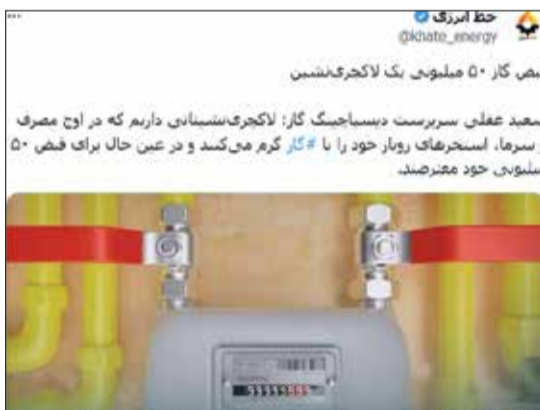 خط انرژی
@khate_energy
قبض گاز ۵۰ میلیونی یک لاکچری‌نشین
سعید عقلی سرپرست دیسپاچینگ گاز: لاکچری‌نشینانی داریم که در اوج مصرف
و سرما، استخرهای روباز خود را با #گاز گرم می‌کنند و در عین حال برای قبض ۵۰
میلیونی خود معترضند.